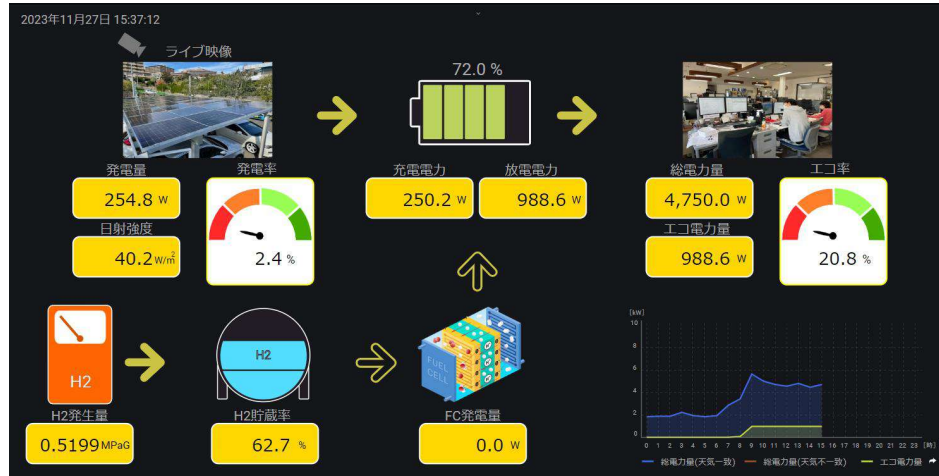 2023年11月27日 15:37:12
ライブ映像
72.0 %
発電量
発電率
充電電力
放電電力
総電力量
エコ率
254.8 W
250.2 W
988.6 W
4,750.0 W
日射強度
エコ電力量
40.2 W/m²
2.4 %
988.6 W
20.8 %
H2
H2
FUEL CELL
H2発生量
H2貯蔵率
FC発電量
0.5199 MPaG
62.7 %
0.0 W
[kW]
10
8
6
4
2
0
0 1 2 3 4 5 6 7 8 9 10 11 12 13 14 15 16 17 18 19 20 21 22 23 [時]
総電力量(天気一致) 総電力量(天気不一致) エコ電力量